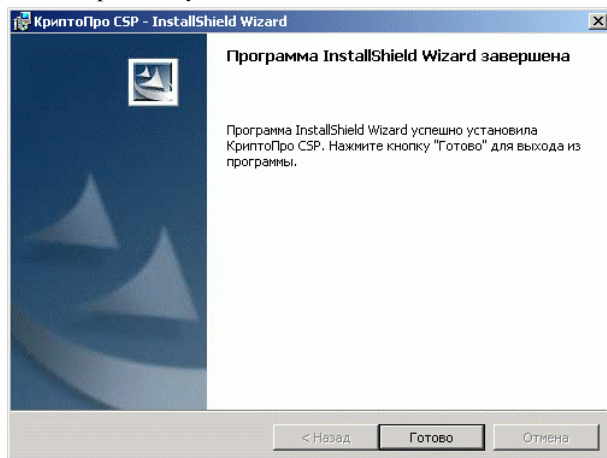 КриптоПро CSP - InstallShield Wizard
Программа InstallShield Wizard завершена
Программа InstallShield Wizard успешно установила
КриптоПро CSP. Нажмите кнопку "Готово" для выхода из
программы.
< Назад Готово Отмена